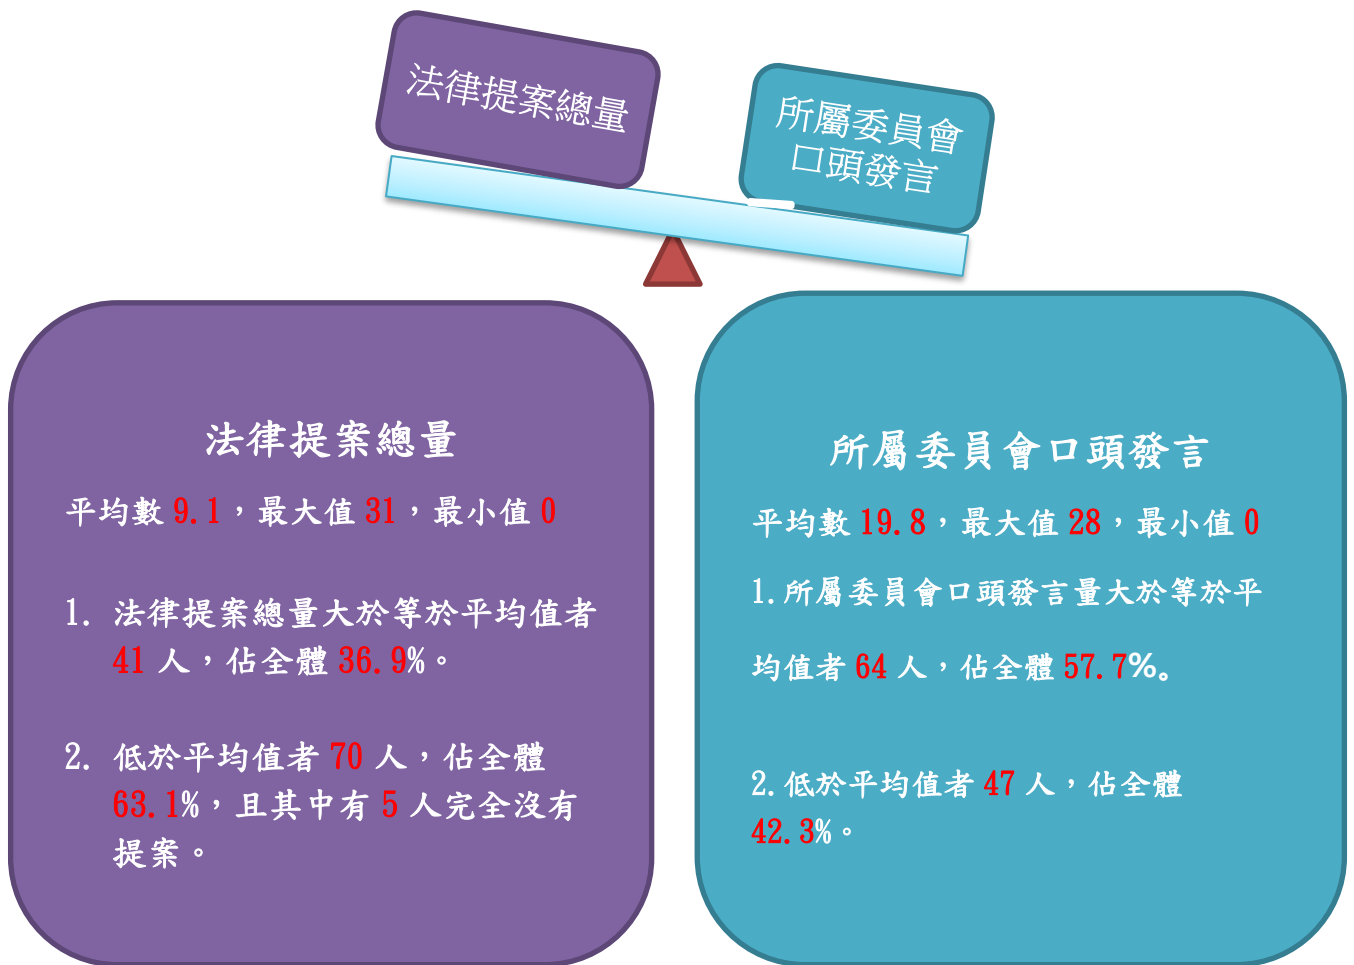 法律提案總量
所屬委員會
口頭發言
法律提案總量
平均數 9.1，最大值 31，最小值 0
1. 法律提案總量大於等於平均值者
41 人，佔全體 36.9%。
2. 低於平均值者 70 人，佔全體
63.1%，且其中有 5 人完全沒有
提案。
所屬委員會口頭發言
平均數 19.8，最大值 28，最小值 0
1.所屬委員會口頭發言量大於等於平
均值者 64 人，佔全體 57.7%。
2.低於平均值者 47 人，佔全體
42.3%。